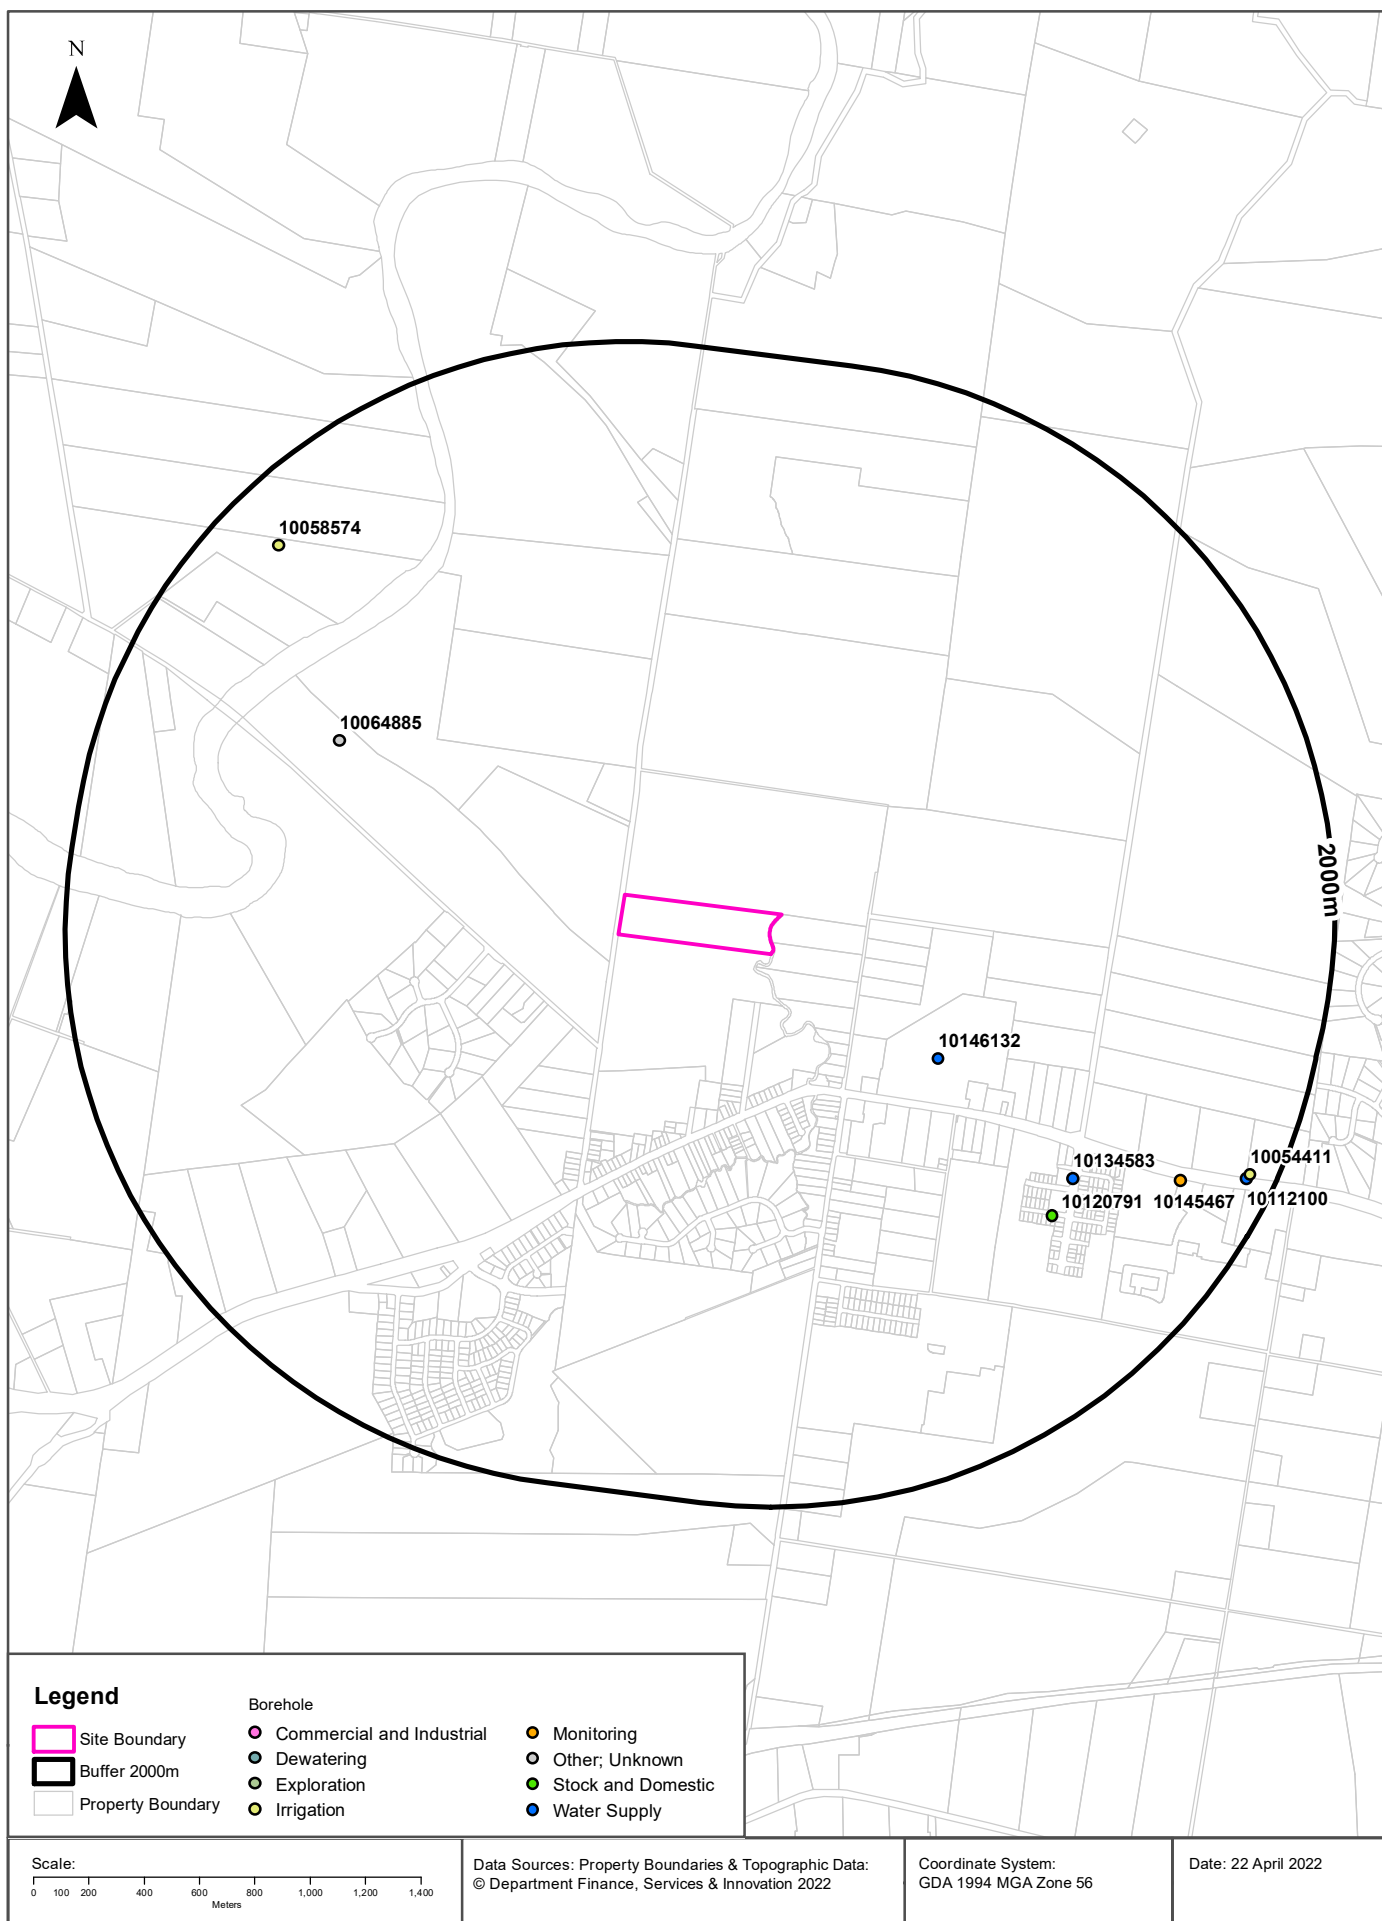 N
10058574
10064885
2000m
10146132
10134583
10054411
10120791
10145467
10112100
Legend
Site Boundary
Buffer 2000m
Property Boundary
Borehole
Commercial and Industrial
Dewatering
Exploration
Irrigation
Monitoring
Other; Unknown
Stock and Domestic
Water Supply
Scale:
0 100 200 400 600 800 1,000 1,200 1,400
Meters
Data Sources: Property Boundaries & Topographic Data:
© Department Finance, Services & Innovation 2022
Coordinate System:
GDA 1994 MGA Zone 56
Date: 22 April 2022